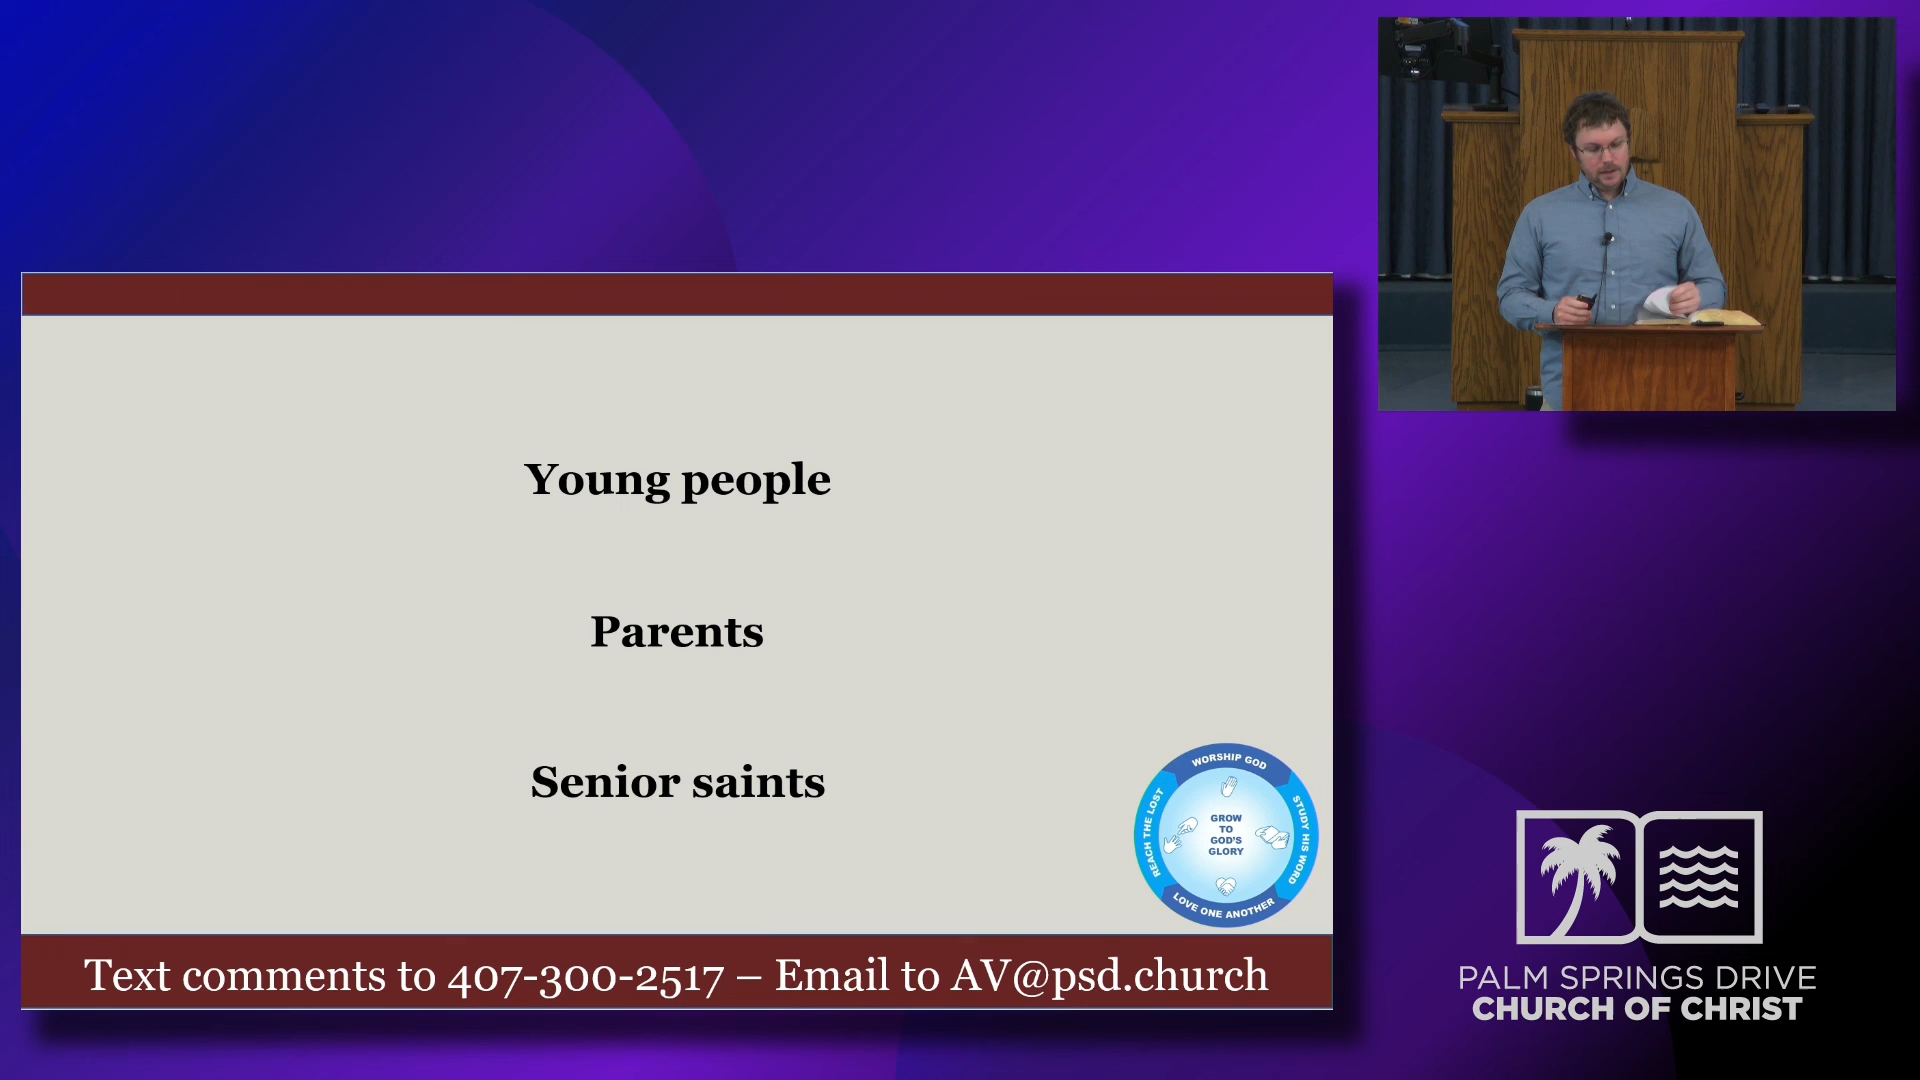 Young people
Parents
Senior saints
WORSHIP GOD
STUDY HIS WORD
LOVE ONE ANOTHER
REACH THE LOST
GROW
TO
GOD'S
GLORY
Text comments to 407-300-2517 – Email to AV@psd.church
PALM SPRINGS DRIVE
CHURCH OF CHRIST